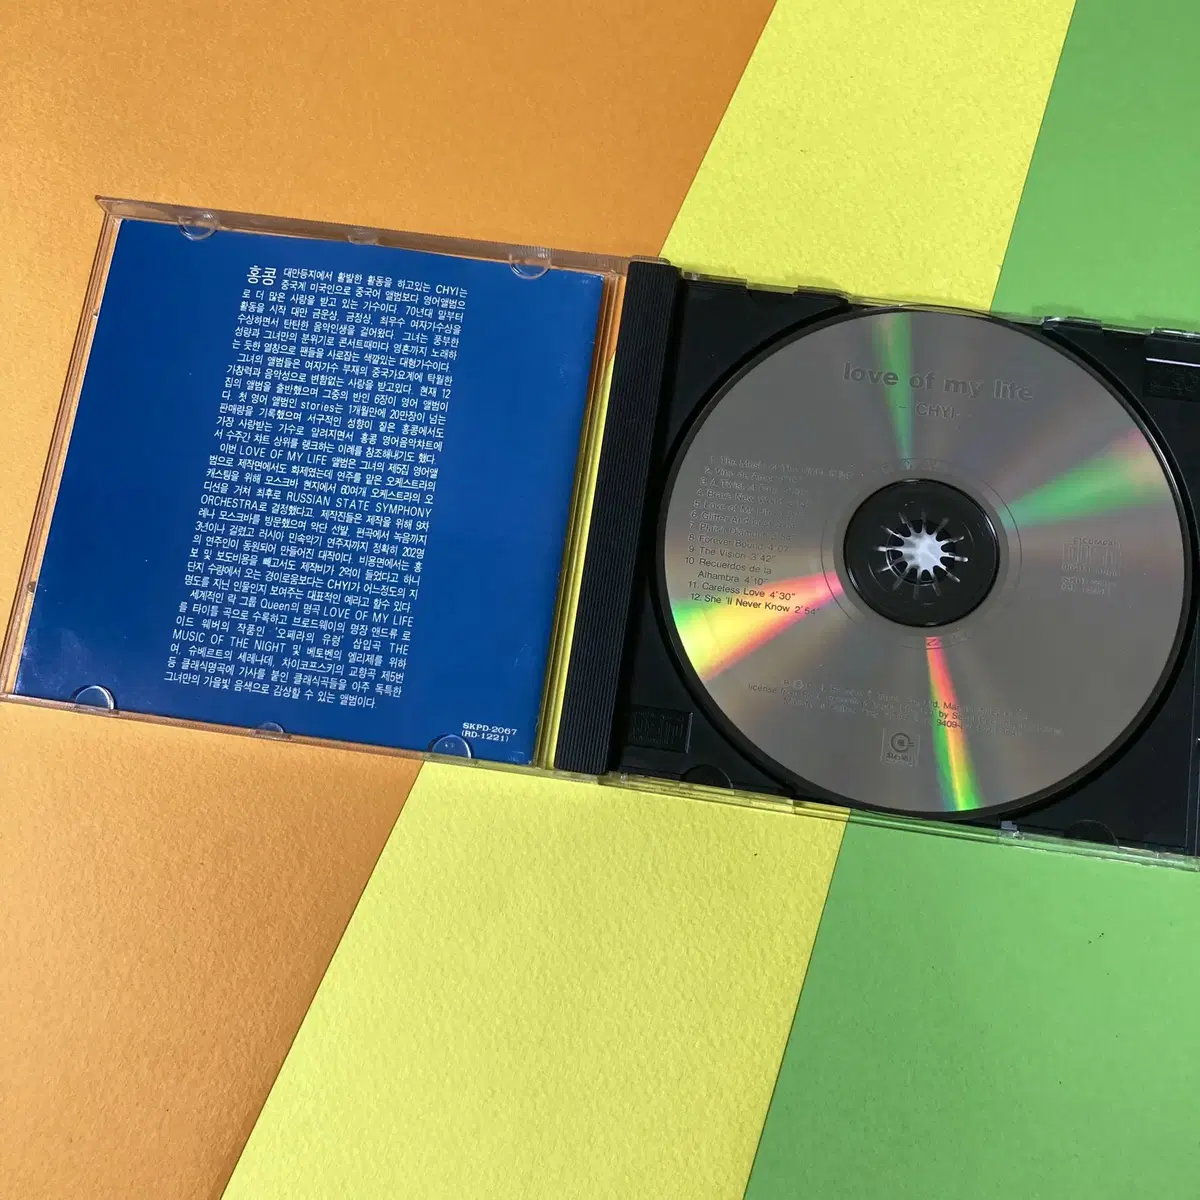 홍콩 대만등지에서 활발한 활동을 하고있는 CHYI는
중국계 미국인으로 중국어 앨범보다 영어앨범으
로 더 많은 사랑을 받고 있는 가수이다. 70년대 말부터
활동을 시작 대만 금운상, 금정상, 최우수 여자가수상을
수상하면서 탄탄한 음악인생을 걸어왔다. 그녀는 풍부한
성량과 그녀만의 분위기로 콘서트때마다 영혼까지 노래하
는 듯한 열창으로 팬들을 사로잡는 색깔있는 대형가수이다.
그녀의 앨범들은 여자가수 부재의 중국가요계에 탁월한
가창력과 음악성으로 변함없는 사랑을 받고있다. 현재 12
집의 앨범을 출반했으며 그중의 반인 6장이 영어 앨범이
다. 첫 영어 앨범인 stories는 1개월만에 20만장이 넘는
판매량을 기록했으며 서구적인 성향이 짙은 홍콩에서도
가장 사랑받는 가수로 알려지면서 홍콩 영어음악챠트에
서 수주간 챠트 상위를 랭크하는 이례를 창조해내기도 했다.
이번 LOVE OF MY LIFE 앨범은 그녀의 제5집 영어앨
범으로 제작면에서도 화제였는데 연주를 맡은 오케스트라의
캐스팅을 위해 모스크바 현지에서 60여개 오케스트라의 오
디션을 거쳐 최후로 RUSSIAN STATE SYMPHONY
ORCHESTRA로 결정했다고. 제작진들은 제작을 위해 9차
례나 모스크바를 방문했으며 악단 선발, 편곡에서 녹음까지
3년이나 걸렸고 러시아 민속악기 연주자까지 정확히 202명
의 연주인이 동원되어 만들어진 대작이다. 비용면에서는 홍
보 및 보도비용을 빼고서도 제작비가 2억이 들었다고 하니
단지 수량에서 오는 경이로움보다는 CHYI가 어느정도의 지
명도를 지닌 인물인지 보여주는 대표적인 예라고 할수 있다.
세계적인 락 그룹 Queen의 명곡 LOVE OF MY LIFE
를 타이틀 곡으로 수록하고 브로드웨이의 명장 앤드류 로
이드 웨버의 작품인 '오페라의 유령' 삽입곡 THE
MUSIC OF THE NIGHT 및 베토벤의 엘리제를 위하
여, 슈베르트의 세레나데, 차이코프스키의 교향곡 제5번
등 클래식명곡에 가사를 붙인 클래식곡들을 아주 독특한
그녀만의 가을빛 음색으로 감상할 수 있는 앨범이다.
SKPD-2067
(RD-1221)
love of my life
- CHYI-
8. Forever Bound 4'07"
9. The Vision 3'42"
10. Recuerdos de la
Alhambra 4'10"
11. Careless Love 4'30"
12. She 'll Never Know 2'54"